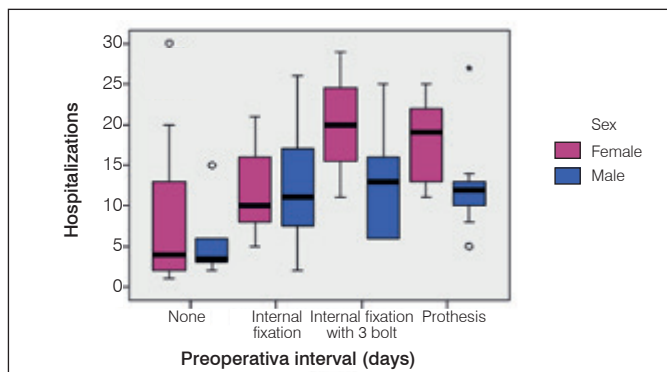 30
25
20
15
10
5
0
Hospitalizations
Sex
Female
Male
None
Internal
fixation
Internal fixation
with 3 bolt
Prothesis
Preoperativa interval (days)